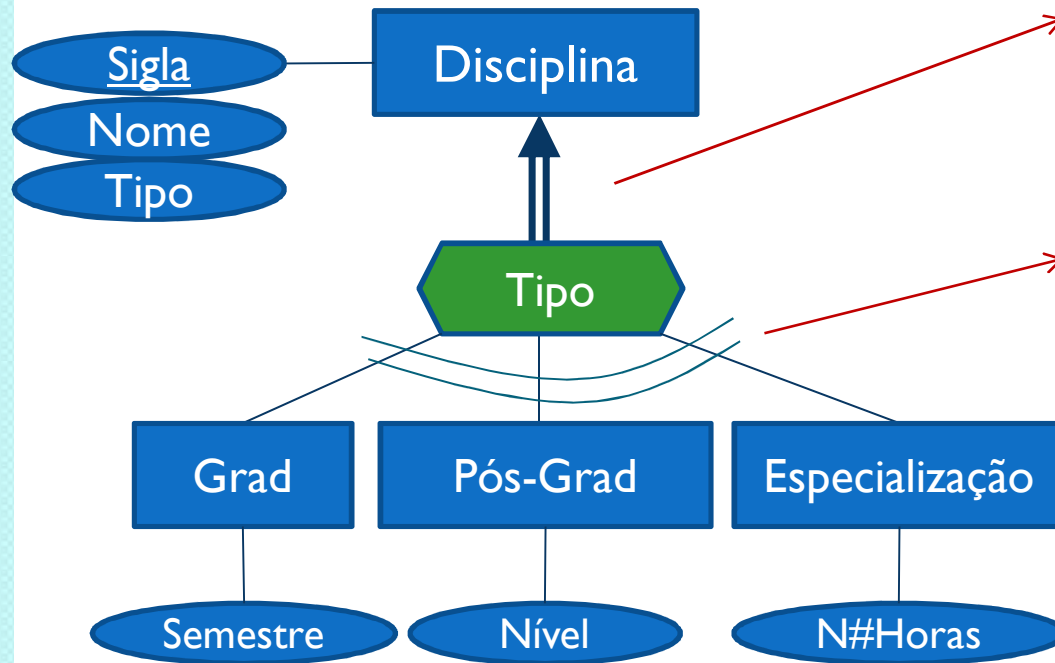 Sigla
Disciplina
Nome
Tipo
Tipo
Grad
Pós-Grad
Especialização
Semestre
Nível
N#Horas